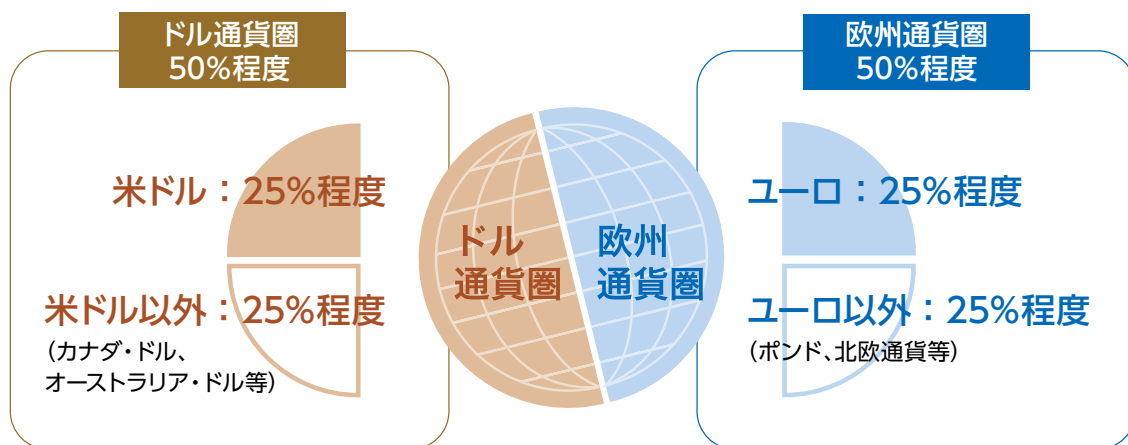 ドル通貨圏
50%程度
米ドル：25%程度
米ドル以外：25%程度
（カナダ・ドル、
オーストラリア・ドル等）
ドル
通貨圏
欧州
通貨圏
欧州通貨圏
50%程度
ユーロ：25%程度
ユーロ以外：25%程度
（ポンド、北欧通貨等）